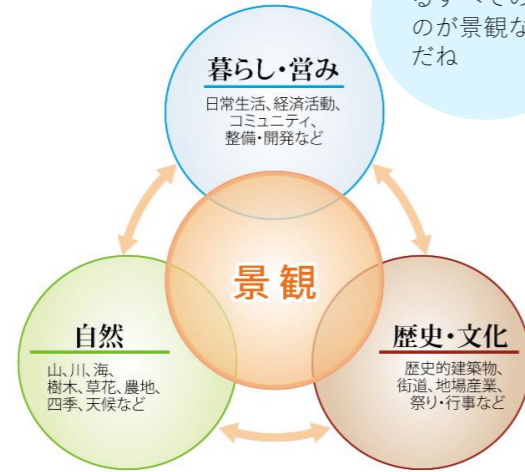 るすべての
のが景観な
だね
暮らし・営み
日常生活、経済活動、
コミュニティ、
整備・開発など
景観
自然
山、川、海、
樹木、草花、農地、
四季、天候など
歴史・文化
歴史的建築物、
街道、地場産業、
祭り・行事など